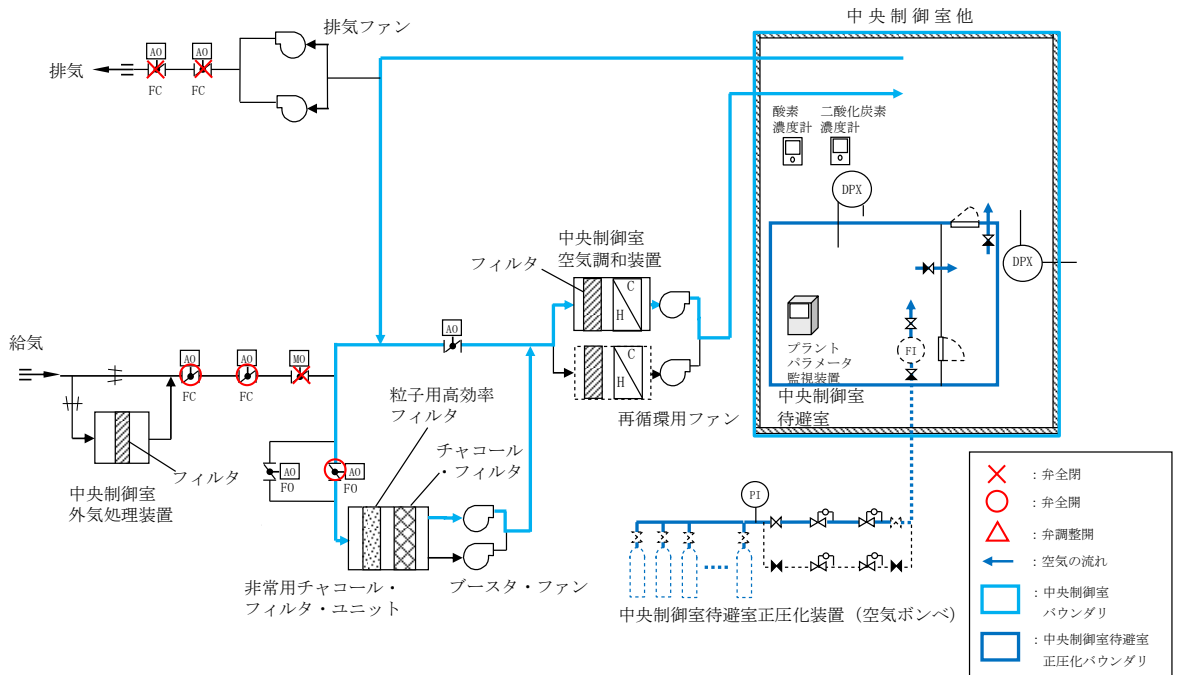 中央制御室他
排気ファン
AO
AO
排気
FC
FC
酸素
濃度計
二酸化炭素
濃度計
DPX
DPX
中央制御室
空気調和装置
フィルタ
C
H
C
H
再循環用ファン
AO
給気
AO
AO
MO
FC
FC
フィルタ
中央制御室
外気処理装置
粒子用高効率
フィルタ
チャコール
・フィルタ
AO
FO
AO
FO
非常用チャコール・
フィルタ・ユニット
ブースタ・ファン
プラント
パラメータ
監視装置
FI
中央制御室
待避室
PI
中央制御室待避室正圧化装置（空気ボンベ）
：弁全閉
：弁全開
：弁調整開
：空気の流れ
：中央制御室
バウンダリ
：中央制御室待避室
正圧化バウンダリ